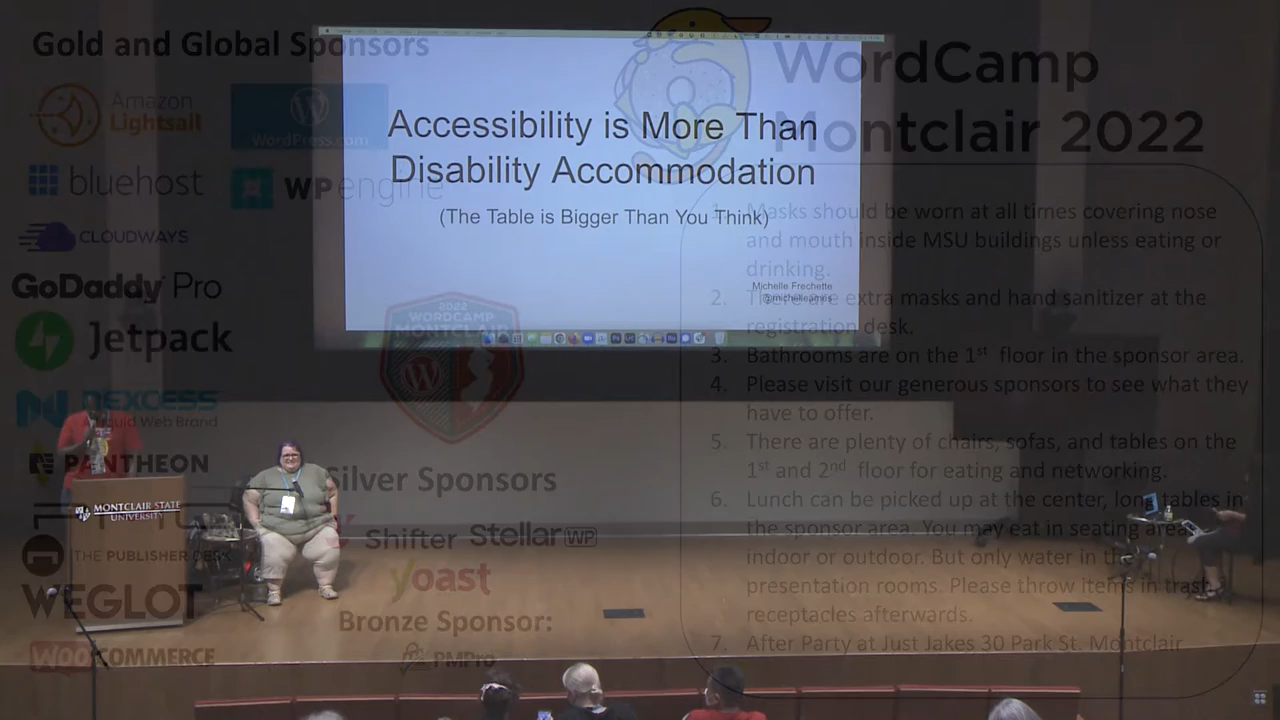 Gold and Global Sponsors
Amazon
Lightsail
WordPress.com
bluehost
WP engine
CLOUDWAYS
GoDaddy Pro
Jetpack
NEXCESS
A Liquid Web Brand
PANTHEON
THE PUBLISHER DESK
WEGLOT
WOO COMMERCE
Accessibility is More Than
Disability Accommodation
(The Table is Bigger Than You Think)
Michelle Frechette
@michelleames
2022
WORDCAMP
MONTCLAIR
MONTCLAIR STATE
UNIVERSITY
Silver Sponsors
Shifter
StellarWP
yoast
Bronze Sponsor:
PMPro
WordCamp
Montclair 2022
1. Masks should be worn at all times covering nose
and mouth inside MSU buildings unless eating or
drinking.
2. There are extra masks and hand sanitizer at the
registration desk.
3. Bathrooms are on the 1st floor in the sponsor area.
4. Please visit our generous sponsors to see what they
have to offer.
5. There are plenty of chairs, sofas, and tables on the
1st and 2nd floor for eating and networking.
6. Lunch can be picked up at the center, long tables in
the sponsor area. You may eat in seating areas
indoor or outdoor. But only water in the
presentation rooms. Please throw items in trash
receptacles afterwards.
7. After Party at Just Jakes 30 Park St. Montclair